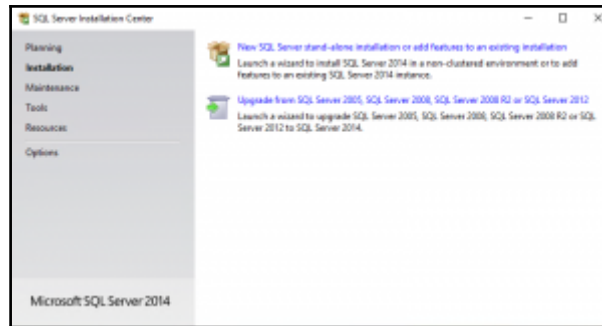 SQL Server Installation Center
Planning
Installation
Maintenance
Tools
Resources
Options
New SQL Server stand-alone installation or add features to an existing installation
Launch a wizard to install SQL Server 2014 in a non-clustered environment or to add
features to an existing SQL Server 2014 instance.
Upgrade from SQL Server 2005, SQL Server 2008, SQL Server 2008 R2 or SQL Server 2012
Launch a wizard to upgrade SQL Server 2005, SQL Server 2008, SQL Server 2008 R2 or SQL
Server 2012 to SQL Server 2014.
Microsoft SQL Server 2014